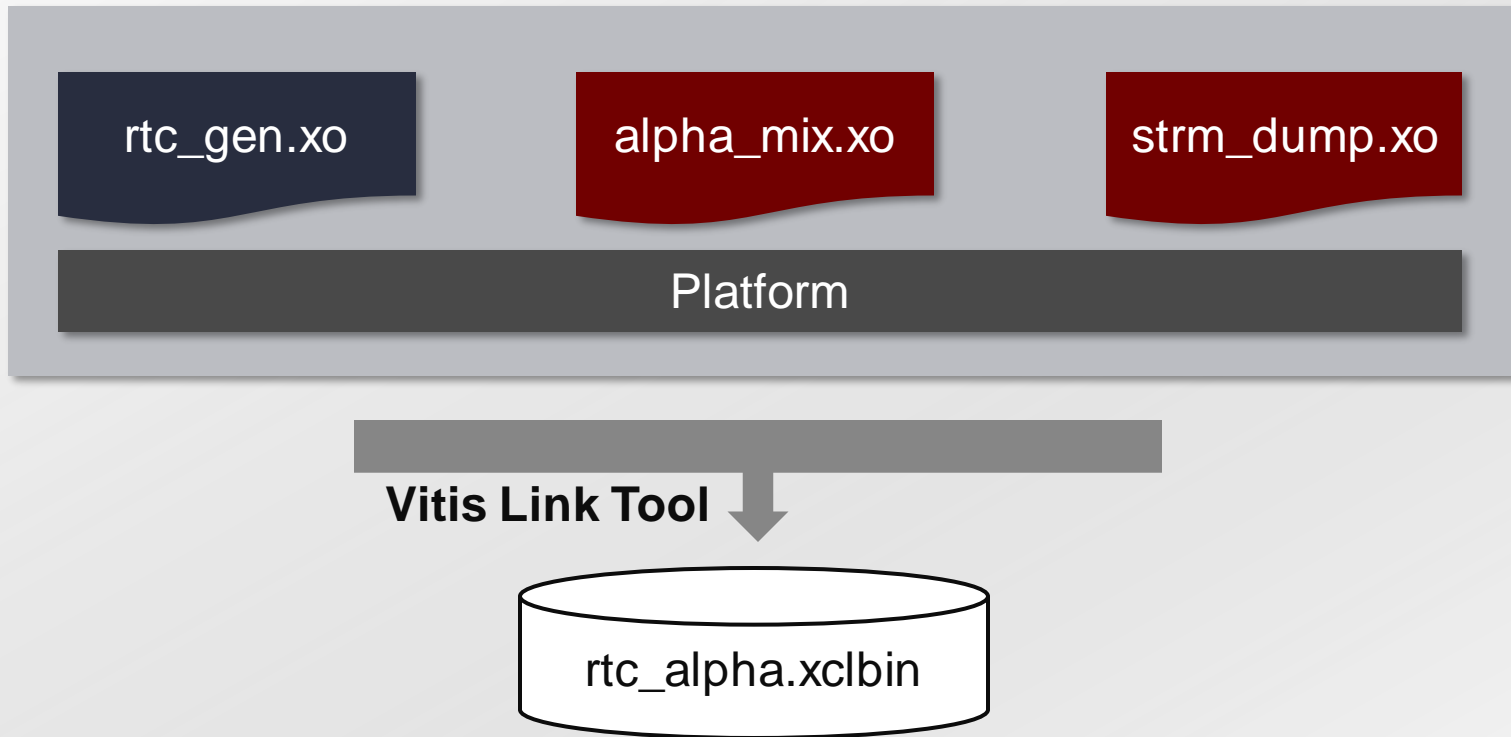 rtc_gen.xo
alpha_mix.xo
strm_dump.xo
Platform
Vitis Link Tool
rtc_alpha.xclbin